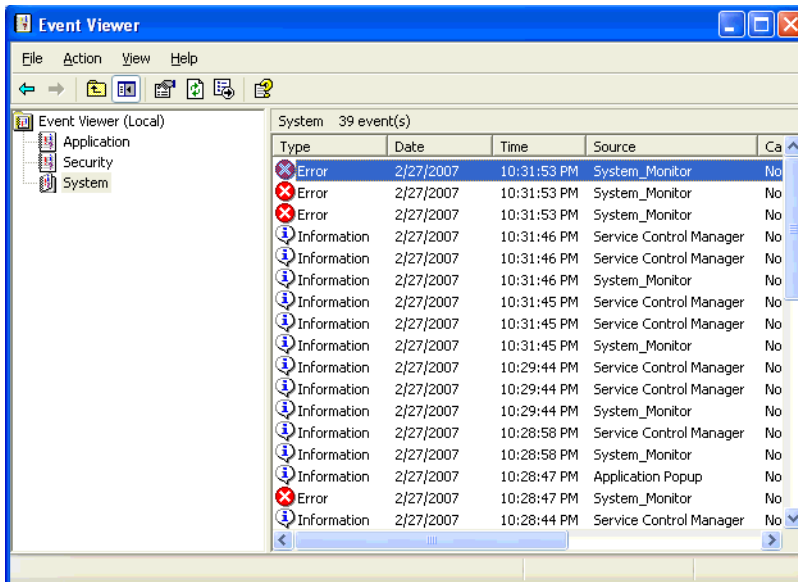 Event Viewer
File Action View Help
Event Viewer (Local)
Application
Security
System
System 39 event(s)
Type Date Time Source Ca
Error 2/27/2007 10:31:53 PM System_Monitor No
Error 2/27/2007 10:31:53 PM System_Monitor No
Error 2/27/2007 10:31:53 PM System_Monitor No
Information 2/27/2007 10:31:46 PM Service Control Manager No
Information 2/27/2007 10:31:46 PM Service Control Manager No
Information 2/27/2007 10:31:46 PM System_Monitor No
Information 2/27/2007 10:31:45 PM Service Control Manager No
Information 2/27/2007 10:31:45 PM Service Control Manager No
Information 2/27/2007 10:31:45 PM System_Monitor No
Information 2/27/2007 10:29:44 PM Service Control Manager No
Information 2/27/2007 10:29:44 PM Service Control Manager No
Information 2/27/2007 10:29:44 PM System_Monitor No
Information 2/27/2007 10:28:58 PM Service Control Manager No
Information 2/27/2007 10:28:58 PM System_Monitor No
Information 2/27/2007 10:28:47 PM Application Popup No
Error 2/27/2007 10:28:47 PM System_Monitor No
Information 2/27/2007 10:28:44 PM Service Control Manager No